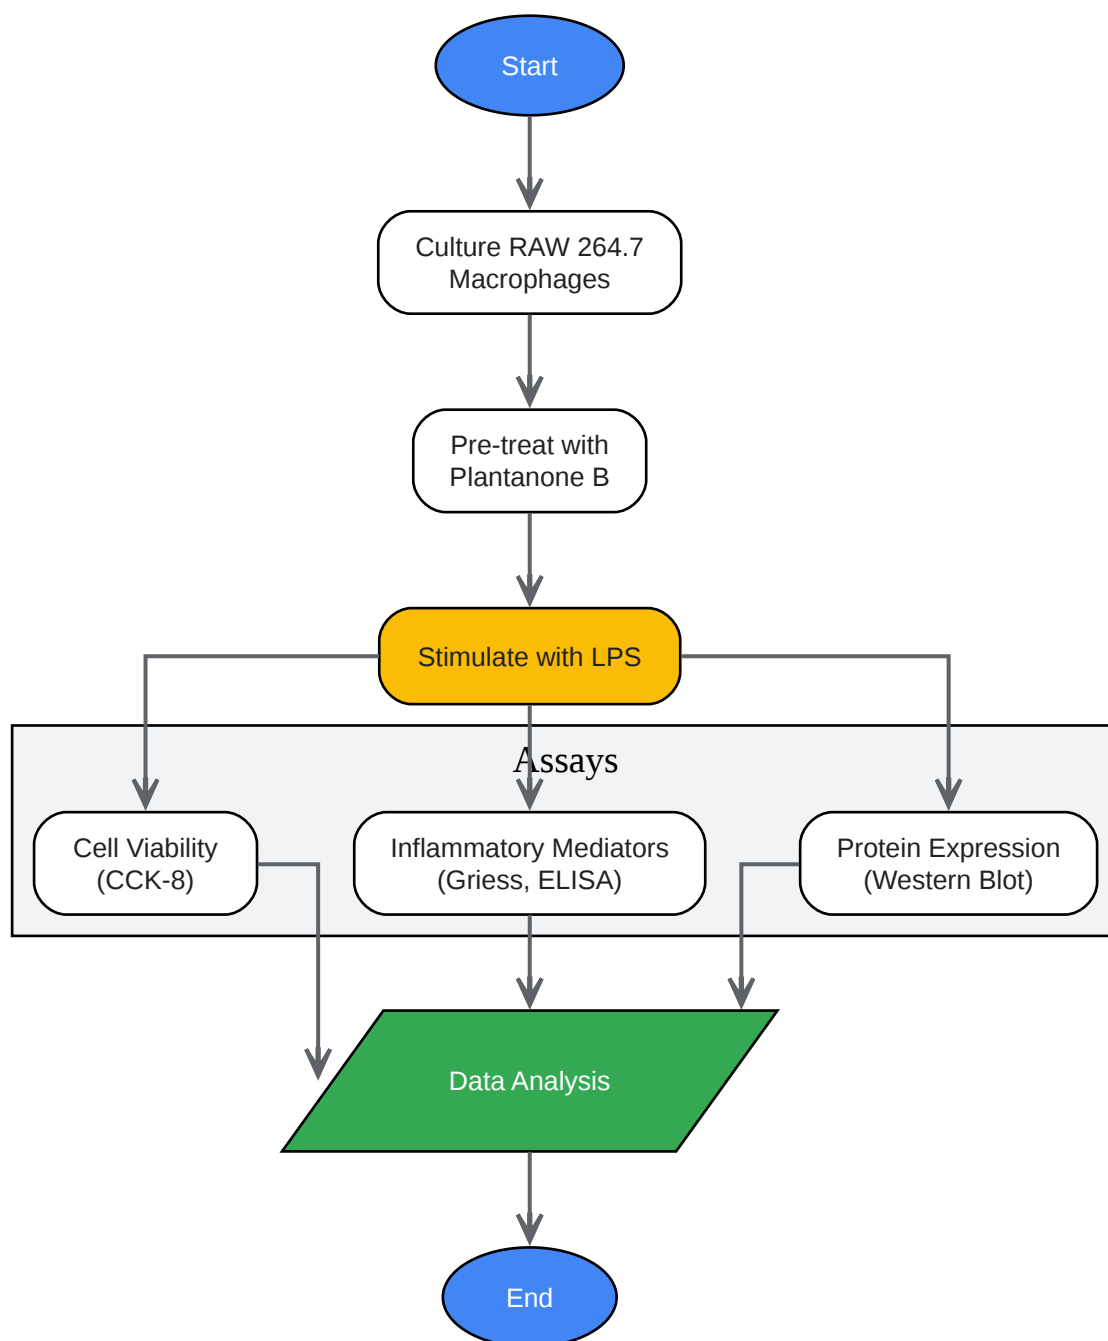 Start
Culture RAW 264.7
Macrophages
Pre-treat with
Plantanone B
Stimulate with LPS
Assays
Cell Viability
(CCK-8)
Inflammatory Mediators
(Griess, ELISA)
Protein Expression
(Western Blot)
Data Analysis
End